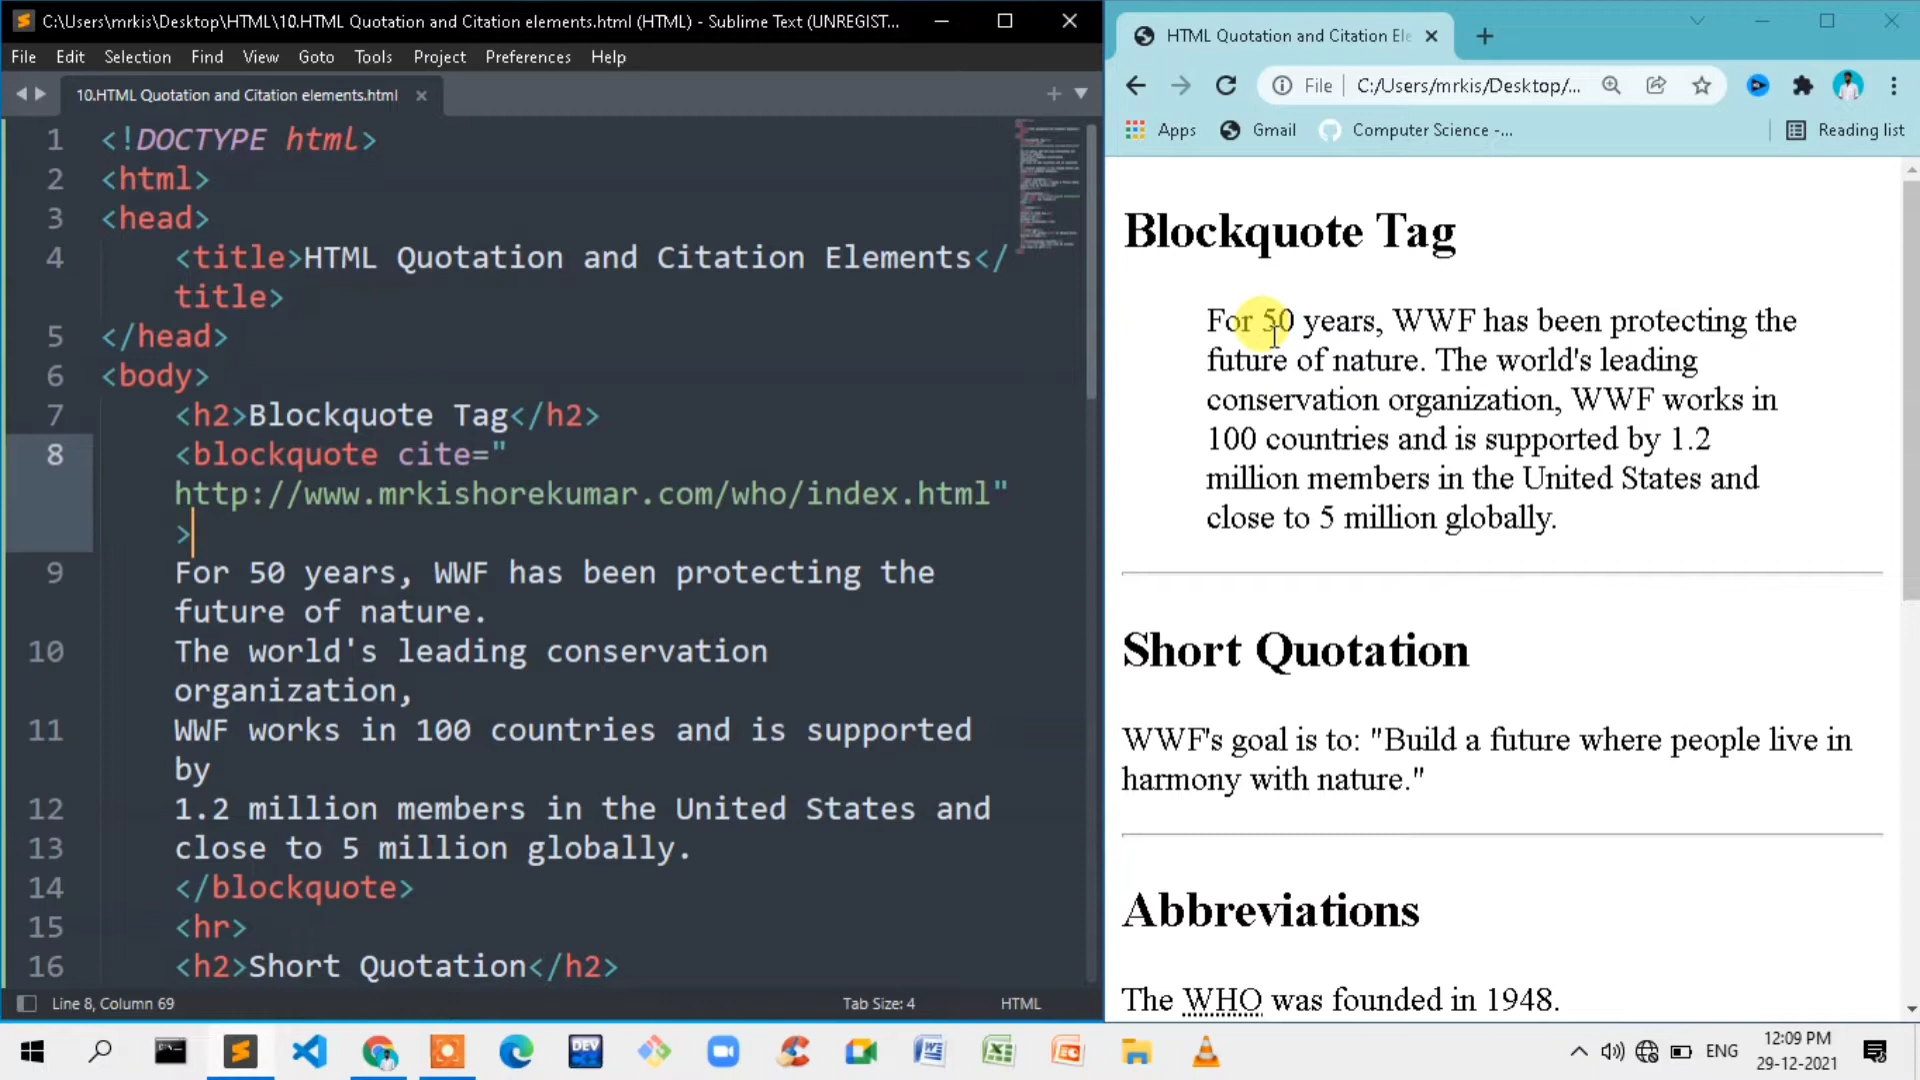 C:\Users\mrkis\Desktop\HTML\10.HTML Quotation and Citation elements.html (HTML) - Sublime Text (UNREGIST...
File Edit Selection Find View Goto Tools Project Preferences Help
10.HTML Quotation and Citation elements.html
1 <!DOCTYPE html>
2 <html>
3 <head>
4 <title>HTML Quotation and Citation Elements</
title>
5 </head>
6 <body>
7 <h2>Blockquote Tag</h2>
8 <blockquote cite="
http://www.mrkishorekumar.com/who/index.html"
>
9 For 50 years, WWF has been protecting the
future of nature.
10 The world's leading conservation
organization,
11 WWF works in 100 countries and is supported
by
12 1.2 million members in the United States and
13 close to 5 million globally.
14 </blockquote>
15 <hr>
16 <h2>Short Quotation</h2>
Line 8, Column 69 Tab Size: 4 HTML
HTML Quotation and Citation Ele
File C:/Users/mrkis/Desktop/...
Apps Gmail Computer Science -... Reading list
Blockquote Tag
For 50 years, WWF has been protecting the
future of nature. The world's leading
conservation organization, WWF works in
100 countries and is supported by 1.2
million members in the United States and
close to 5 million globally.
Short Quotation
WWF's goal is to: "Build a future where people live in
harmony with nature."
Abbreviations
The WHO was founded in 1948.
DEV
ENG
12:09 PM
29-12-2021